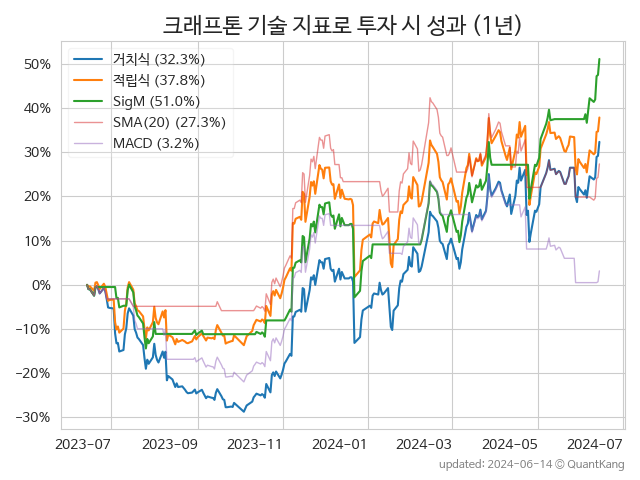 크래프톤 기술 지표로 투자 시 성과 (1년)
거치식 (32.3%)
적립식 (37.8%)
SigM (51.0%)
SMA(20) (27.3%)
MACD (3.2%)
50%
40%
30%
20%
10%
0%
−10%
−20%
−30%
2023-07 2023-09 2023-11 2024-01 2024-03 2024-05 2024-07
updated: 2024-06-14 © QuantKang